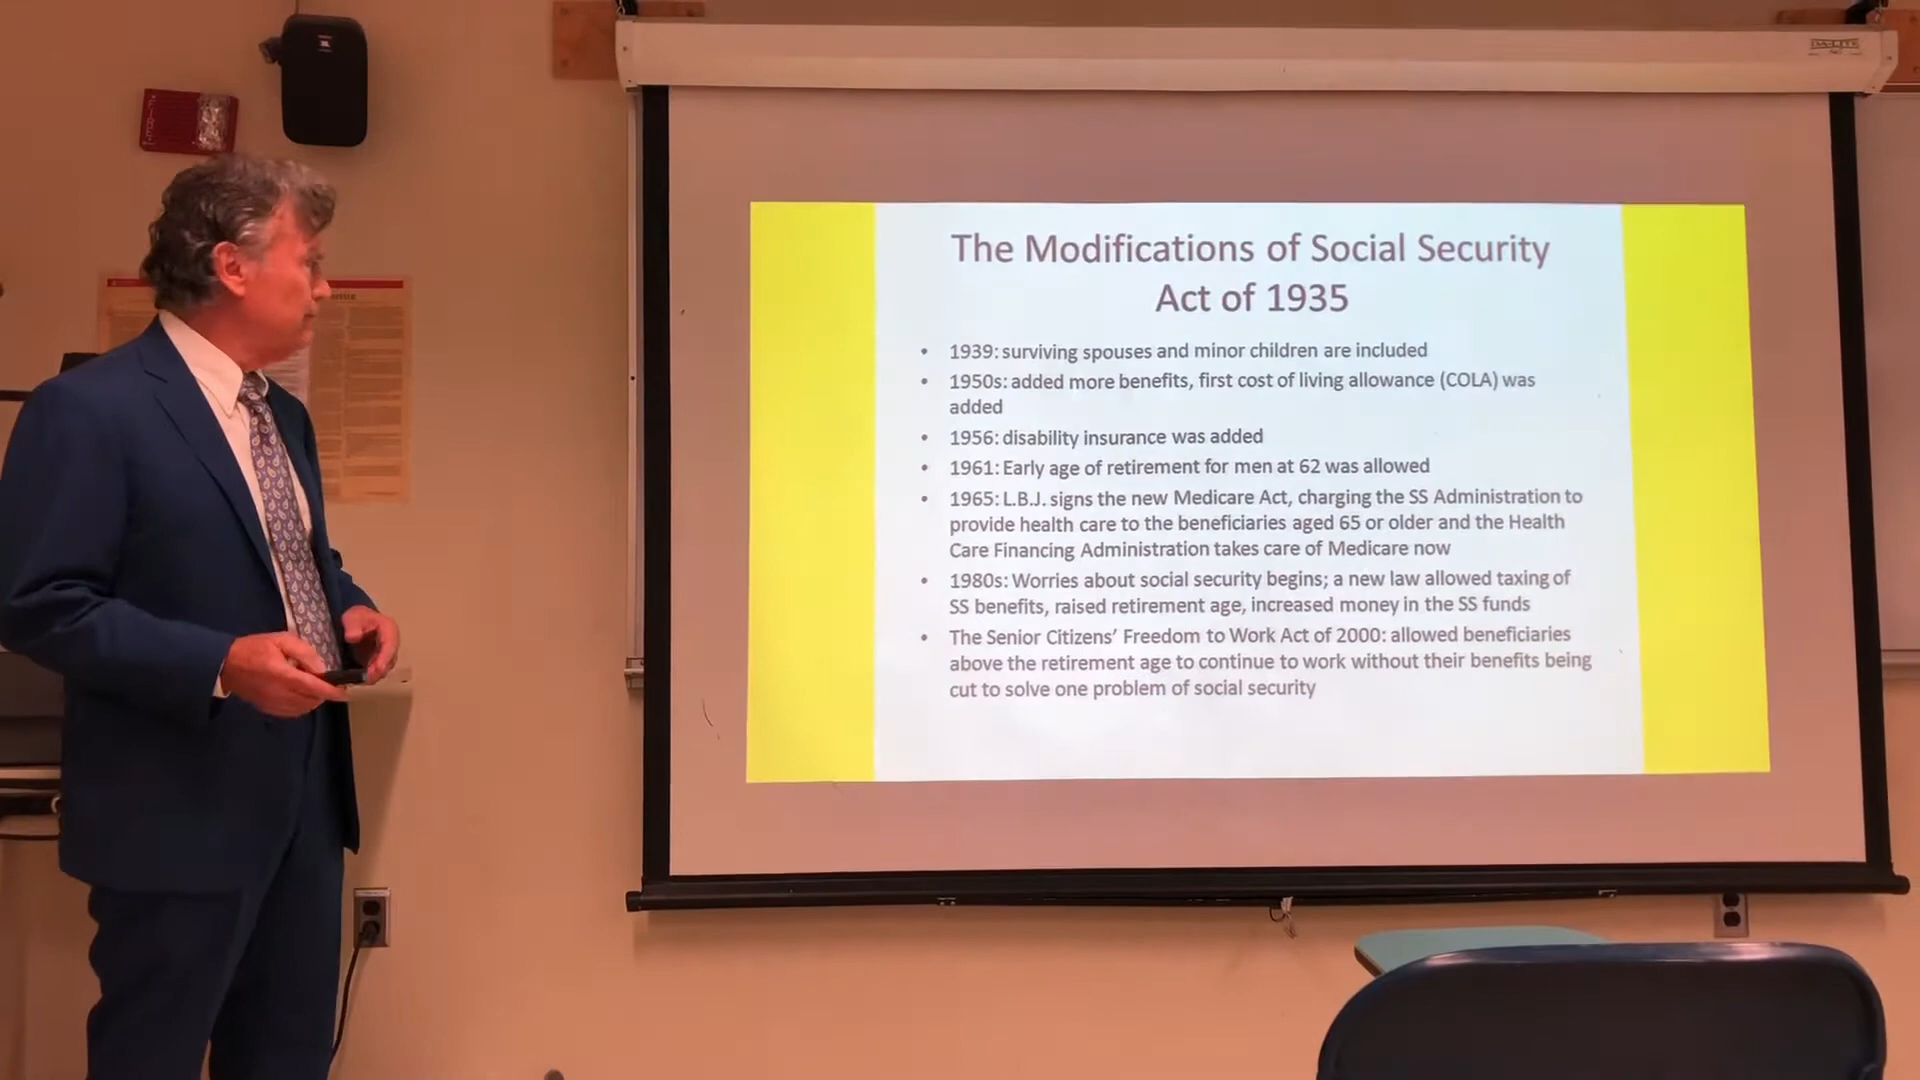 DA-LITE
FIRE
The Modifications of Social Security
Act of 1935
• 1939: surviving spouses and minor children are included
• 1950s: added more benefits, first cost of living allowance (COLA) was
added
• 1956: disability insurance was added
• 1961: Early age of retirement for men at 62 was allowed
• 1965: L.B.J. signs the new Medicare Act, charging the SS Administration to
provide health care to the beneficiaries aged 65 or older and the Health
Care Financing Administration takes care of Medicare now
• 1980s: Worries about social security begins; a new law allowed taxing of
SS benefits, raised retirement age, increased money in the SS funds
• The Senior Citizens’ Freedom to Work Act of 2000: allowed beneficiaries
above the retirement age to continue to work without their benefits being
cut to solve one problem of social security